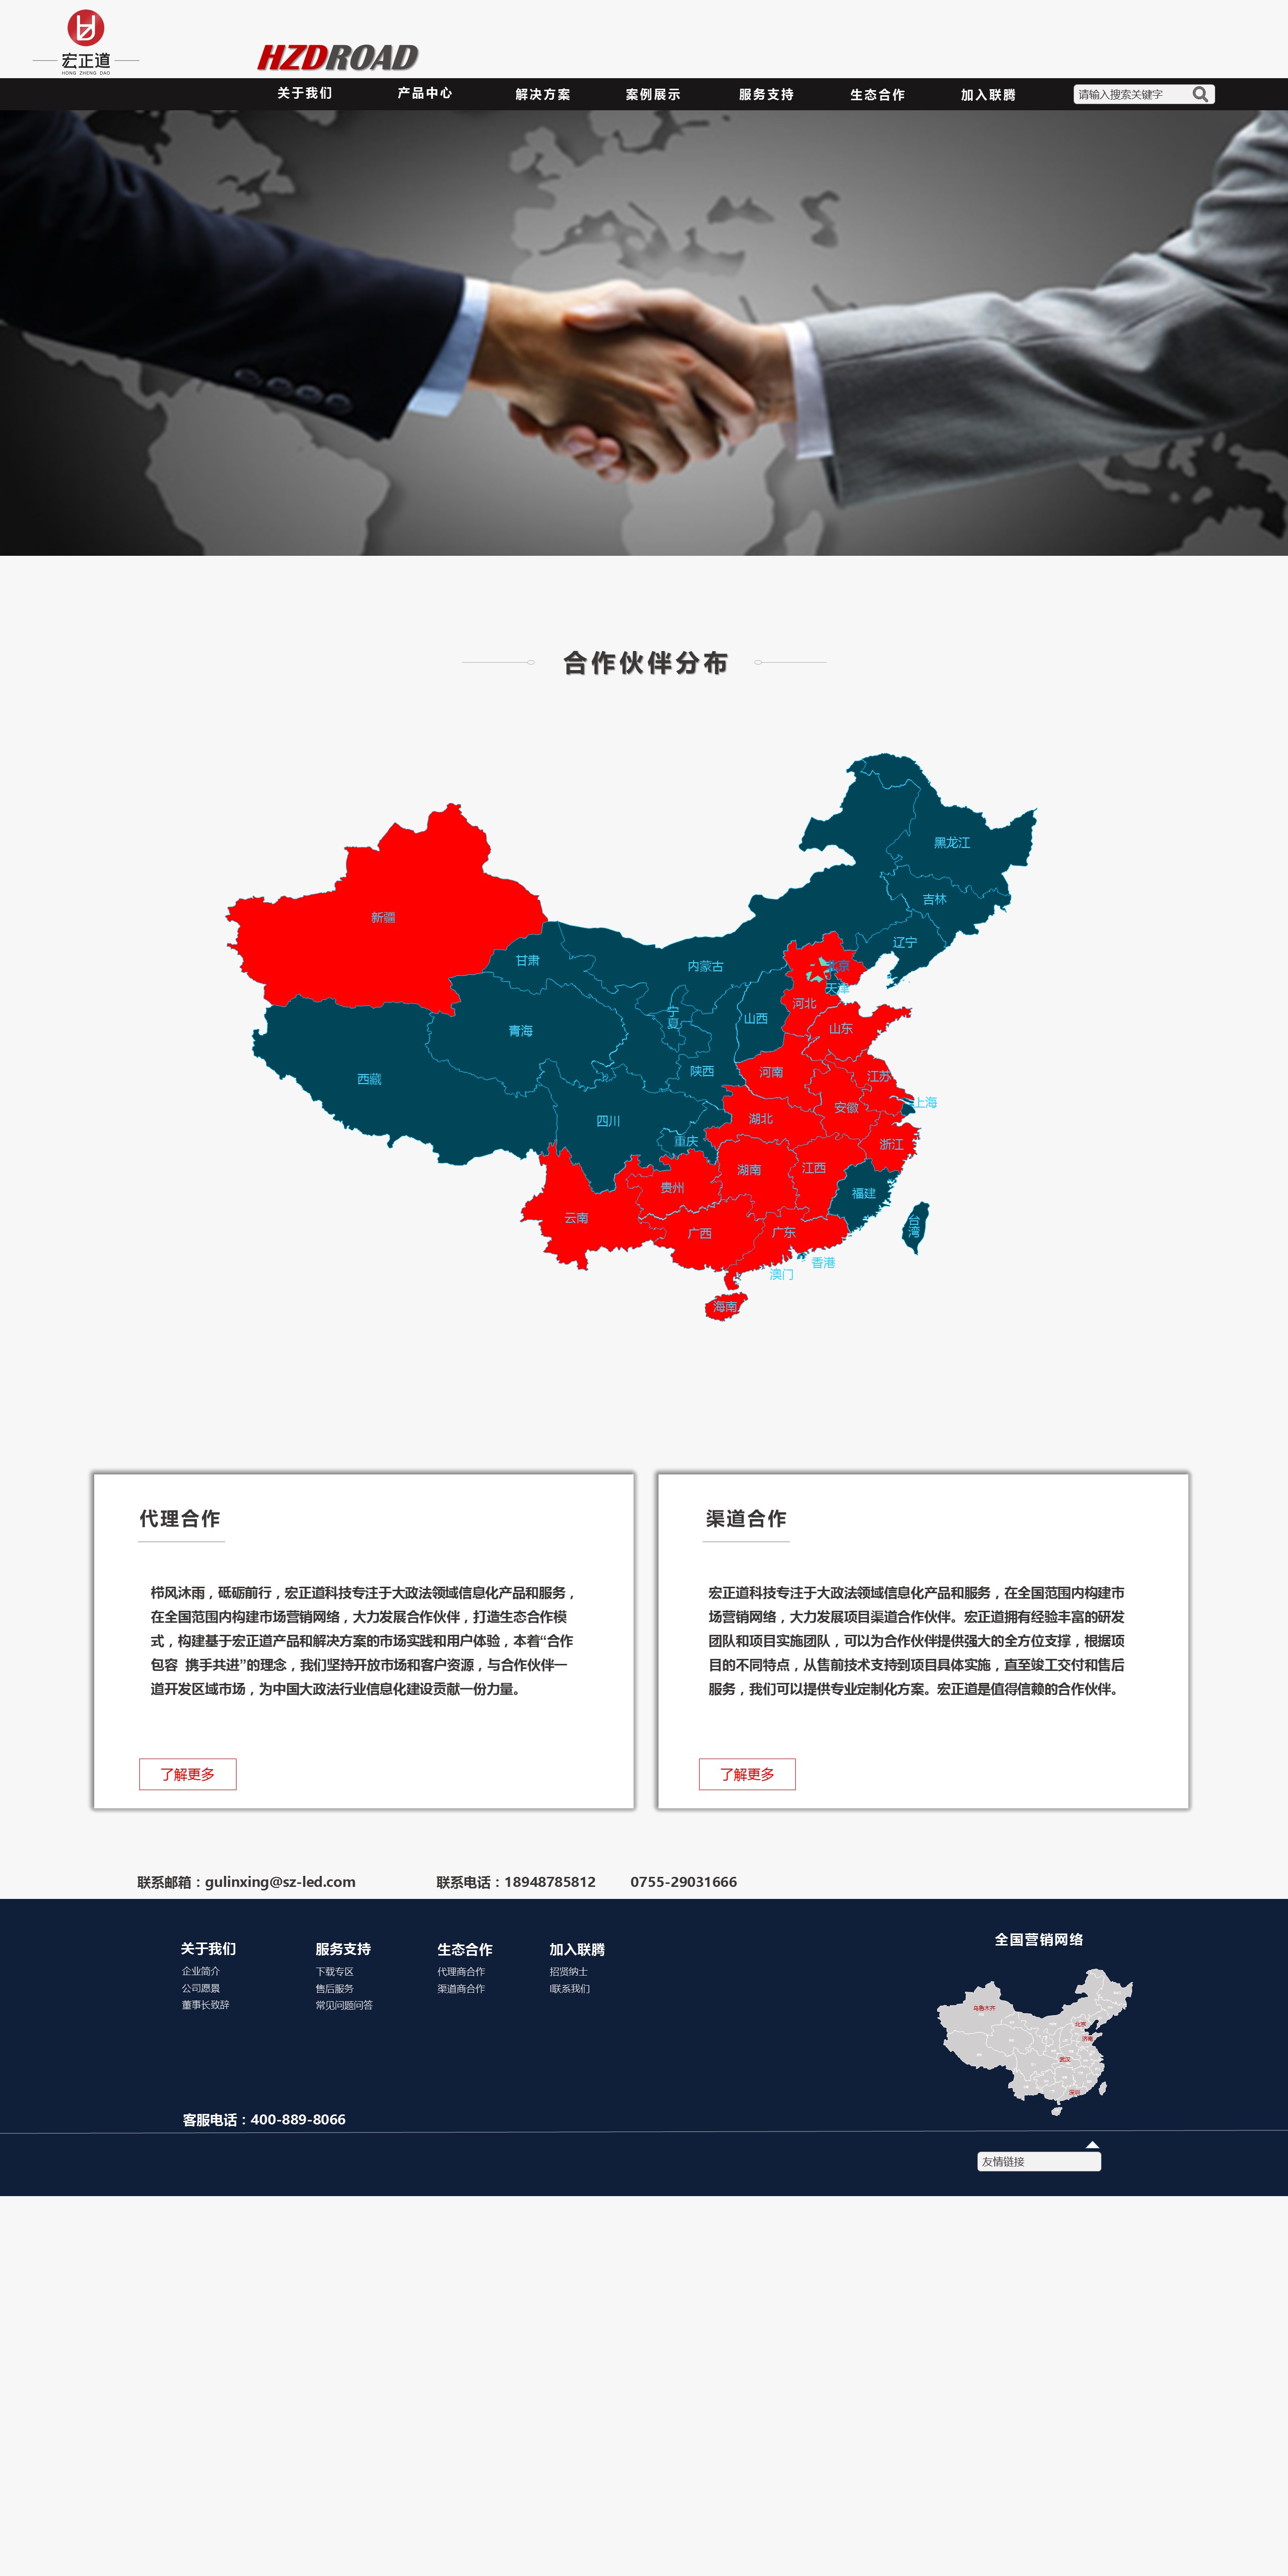 宏正道
HONG ZHENG DAO
HZDROAD
关于我们 产品中心 解决方案 案例展示 服务支持 生态合作 加入联腾 请输入搜索关键字
合作伙伴分布
黑龙江
吉林
新疆
辽宁
甘肃
内蒙古
北京
天津
河北
宁夏
山西
青海
山东
陕西
河南
西藏
江苏
上海
安徽
湖北
四川
重庆
浙江
江西
湖南
贵州
福建
云南
台湾
广西
广东
香港
澳门
海南
代理合作
栉风沐雨，砥砺前行，宏正道科技专注于大政法领域信息化产品和服务，
在全国范围内构建市场营销网络，大力发展合作伙伴，打造生态合作模
式，构建基于宏正道产品和解决方案的市场实践和用户体验，本着“合作
包容 携手共进”的理念，我们坚持开放市场和客户资源，与合作伙伴一
道开发区域市场，为中国大政法行业信息化建设贡献一份力量。
了解更多
渠道合作
宏正道科技专注于大政法领域信息化产品和服务，在全国范围内构建市
场营销网络，大力发展项目渠道合作伙伴。宏正道拥有经验丰富的研发
团队和项目实施团队，可以为合作伙伴提供强大的全方位支撑，根据项
目的不同特点，从售前技术支持到项目具体实施，直至竣工交付和售后
服务，我们可以提供专业定制化方案。宏正道是值得信赖的合作伙伴。
了解更多
联系邮箱：gulinxing@sz-led.com 联系电话：18948785812 0755-29031666
关于我们
企业简介
公司愿景
董事长致辞
服务支持
下载专区
售后服务
常见问题问答
生态合作
代理商合作
渠道商合作
加入联腾
招贤纳士
l联系我们
全国营销网络
乌鲁木齐
北京
济南
武汉
深圳
客服电话：400-889-8066
友情链接